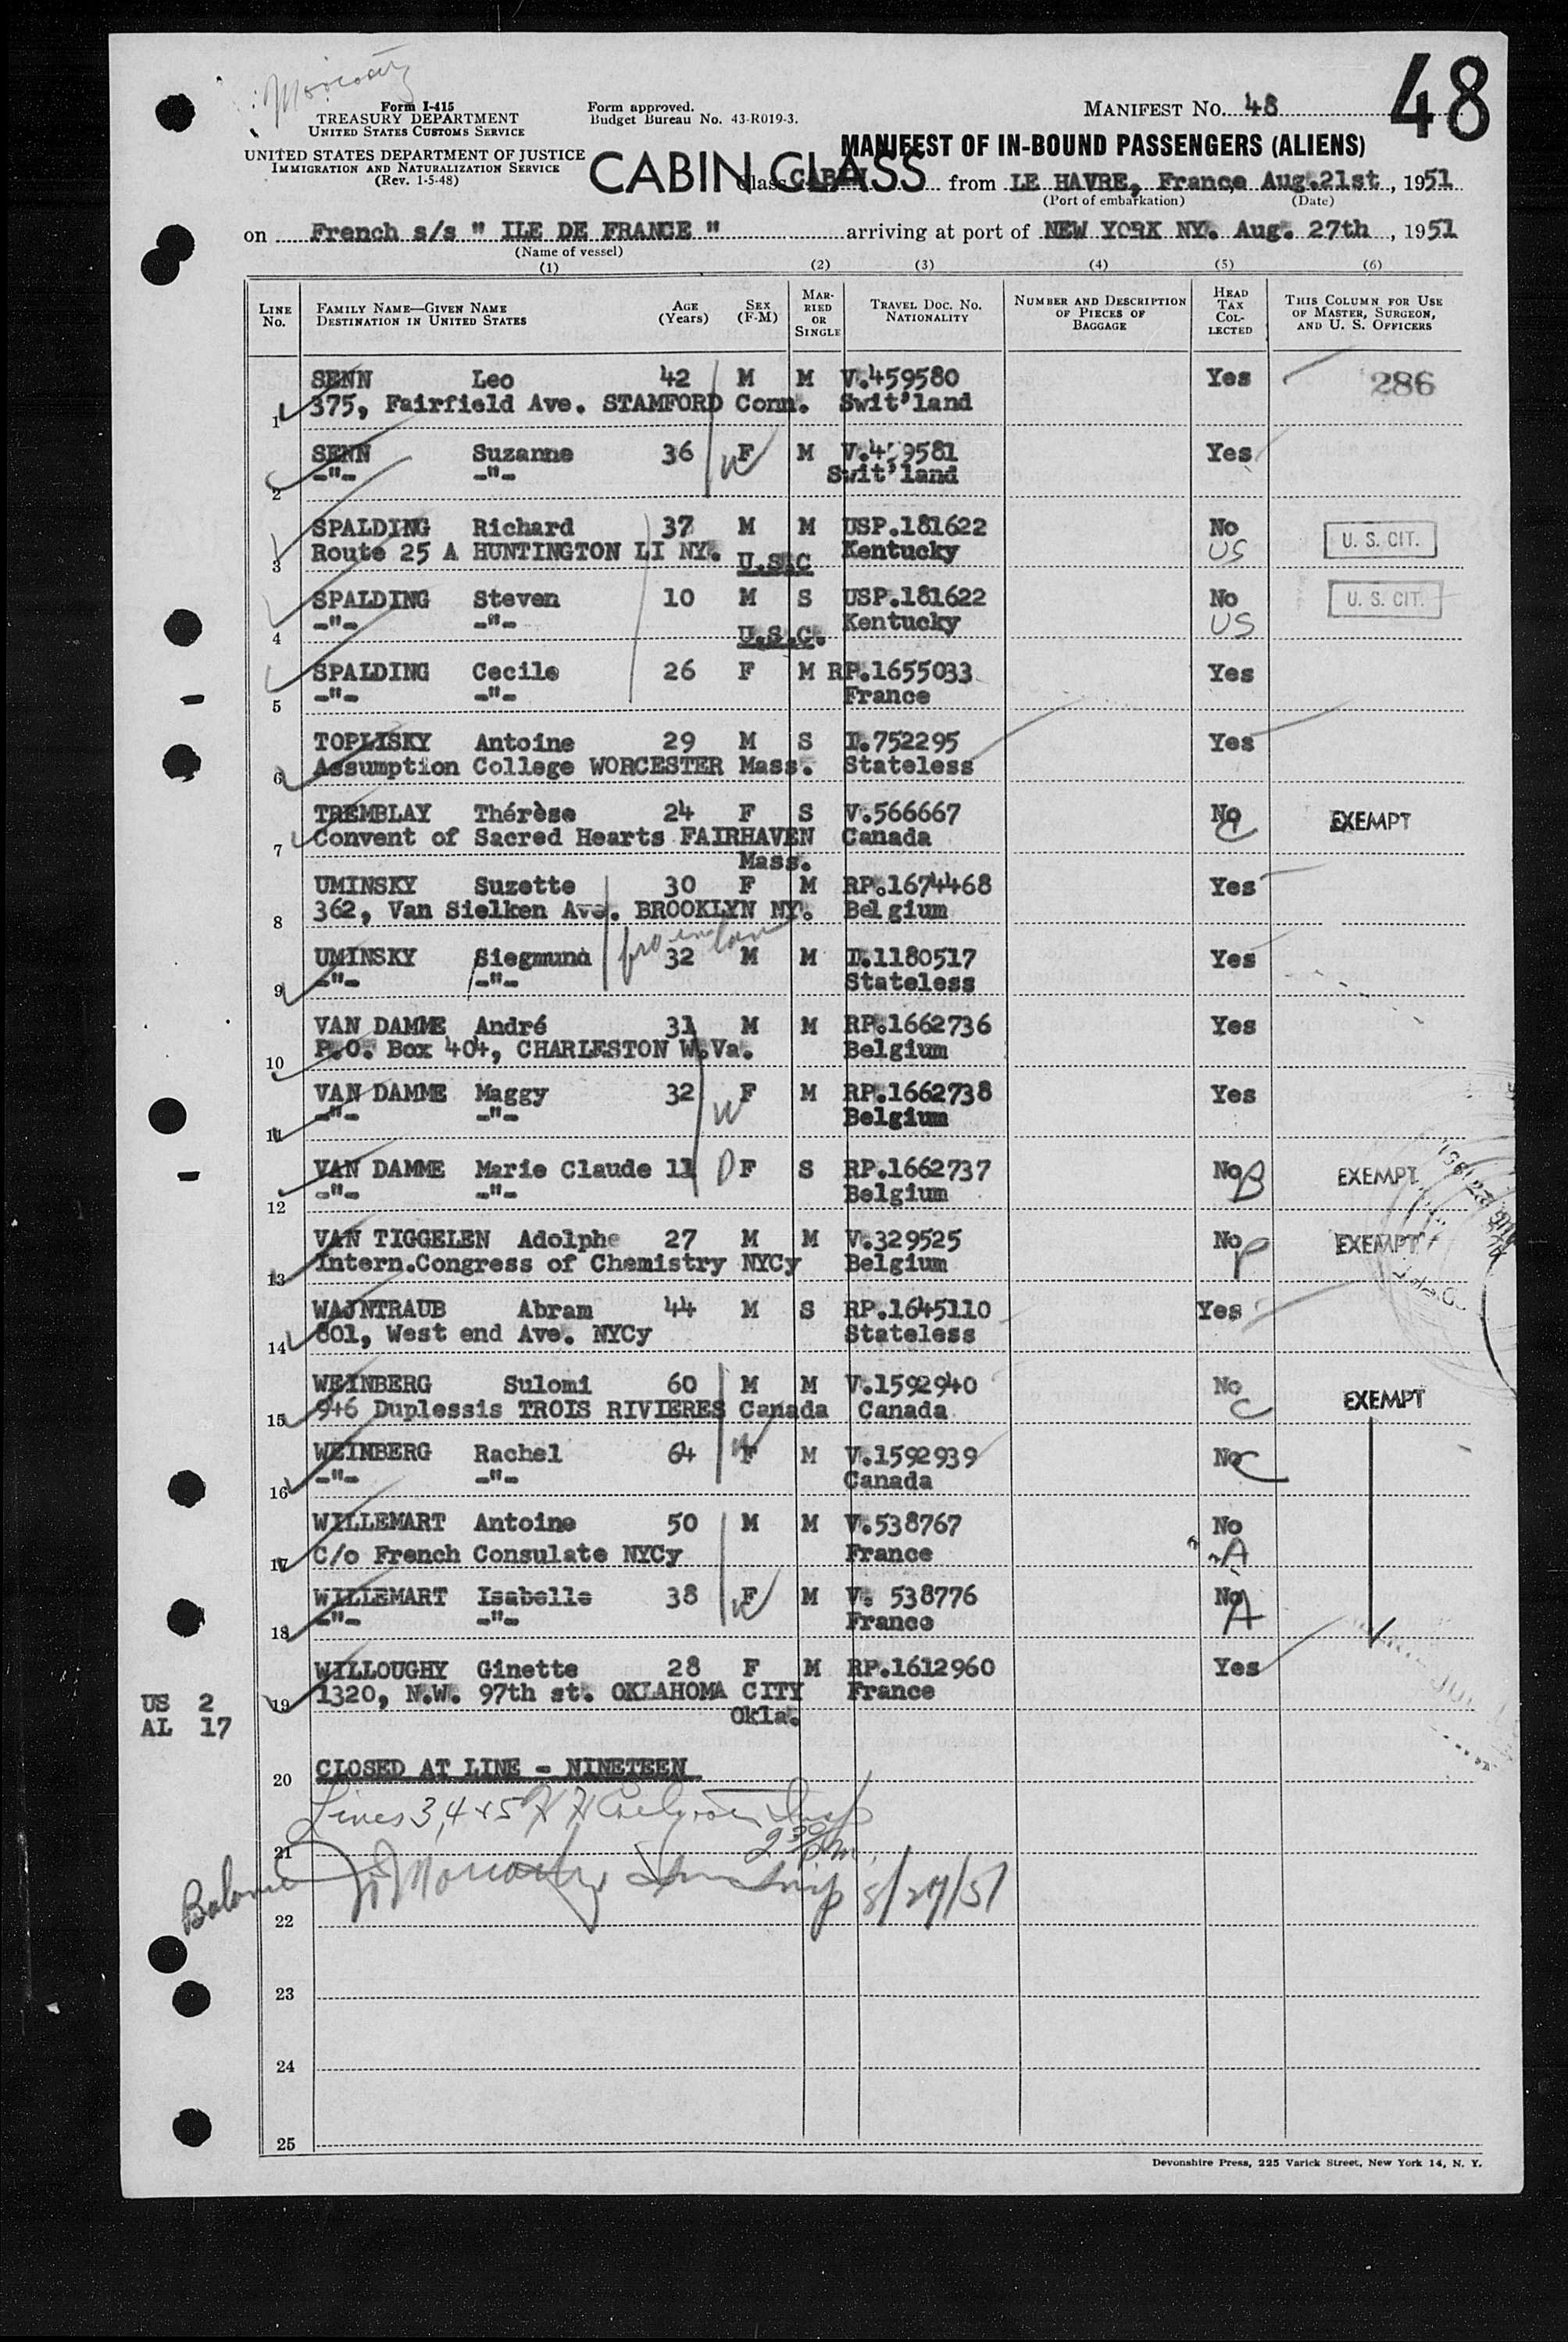 48
Form I-415
TREASURY DEPARTMENT
UNITED STATES CUSTOMS SERVICE
UNITED STATES DEPARTMENT OF JUSTICE
IMMIGRATION AND NATURALIZATION SERVICE
(Rev. 1-5-48)
Form approved.
Budget Bureau No. 43-R019-3.
MANIFEST NO. 48
MANIFEST OF IN-BOUND PASSENGERS (ALIENS)
CABIN CLASS
Class CABIN from LE HAVRE, France Aug.21st, 1951
(Port of embarkation) (Date)
on French s/s " ILE DE FRANCE " arriving at port of NEW YORK NY. Aug. 27th, 1951
(Name of vessel)
(1) (2) (3) (4) (5) (6)
LINE No. FAMILY NAME—GIVEN NAME DESTINATION IN UNITED STATES AGE (Years) SEX (F-M) MARRIED OR SINGLE TRAVEL DOC. NO. NATIONALITY NUMBER AND DESCRIPTION OF PIECES OF BAGGAGE HEAD TAX COLLECTED THIS COLUMN FOR USE OF MASTER, SURGEON, AND U. S. OFFICERS
SENN Leo 42 M M V.459580 Yes 286
1 375, Fairfield Ave. STAMFORD Conn. Swit'land
SENN Suzanne 36 F M V.459581 Yes
W
2 -"- -"- Swit'land
SPALDING Richard 37 M M USP.181622 No
3 Route 25 A HUNTINGTON LI NY. U.S.C Kentucky US U. S. CIT.
SPALDING Steven 10 M S USP.181622 No U. S. CIT.
4 -"- -"- U.S.C. Kentucky US
SPALDING Cecile 26 F M RP.1655033 Yes
5 -"- -"- France
TOPLISKY Antoine 29 M S D.752295 Yes
6 Assumption College WORCESTER Mass. Stateless
TREMBLAY Thérèse 24 F S V.566667 No C EXEMPT
7 Convent of Sacred Hearts FAIRHAVEN Canada
Mass.
UMINSKY Suzette 30 F M RP.1674468 Yes
8 362, Van Sielken Ave. BROOKLYN NY. Belgium
UMINSKY Siegmund 32 M M D.1180517 Yes
9 -"- -"- Stateless
VAN DAMME André 31 M M RP.1662736 Yes
10 P.O. Box 404, CHARLESTON W.Va. Belgium
VAN DAMME Maggy 32 F M RP.1662738 Yes
W
11 -"- -"- Belgium
VAN DAMME Marie Claude 11 D F S RP.1662737 No B EXEMPT
12 -"- -"- Belgium
VAN TIGGELEN Adolphe 27 M M V.329525 No P EXEMPT
13 Intern.Congress of Chemistry NYCy Belgium
WAJNTRAUB Abram 44 M S RP.1645110 Yes
14 801, West end Ave. NYCy Stateless
WEINBERG Sulomi 60 M M V.1592940 No C EXEMPT
15 946 Duplessis TROIS RIVIERES Canada Canada
WEINBERG Rachel 64 W F M V.1592939 No C
16 -"- -"- Canada
WILLEMART Antoine 50 M M V.538767 No
17 C/o French Consulate NYCy France A
WILLEMART Isabelle 38 F M V. 538776 No
W
18 -"- -"- France A
WILLOUGHY Ginette 28 F M RP.1612960 Yes
19 1320, N.W. 97th st. OKLAHOMA CITY France
Okla.
US 2
AL 17
20 CLOSED AT LINE - NINETEEN
Lines 3, 4 & 5 Insp
2 30 pm
21
Insp 8/27/51
22
23
24
25
Devonshire Press, 225 Varick Street, New York 14, N. Y.